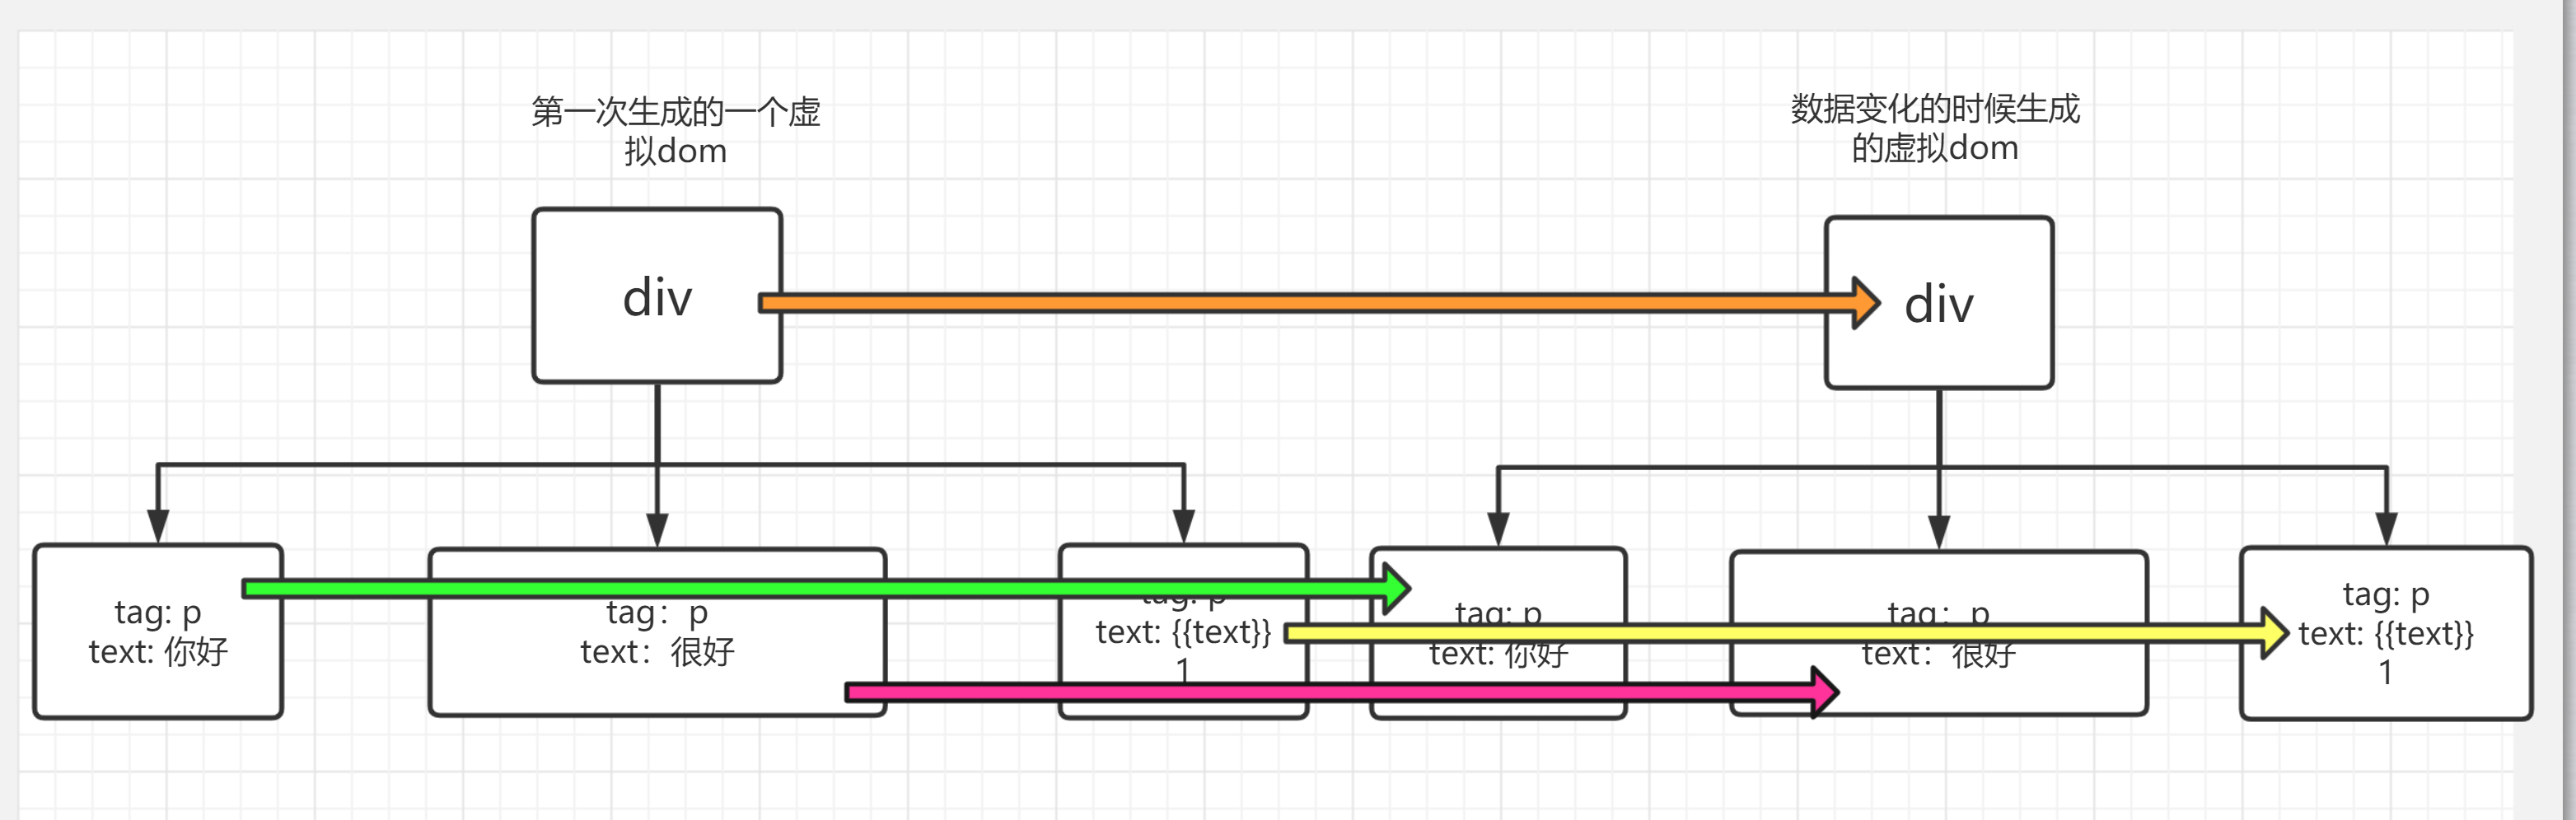 第一次生成的一个虚
拟dom
数据变化的时候生成
的虚拟dom
div
div
tag: p
text: 你好
tag： p
text： 很好
tag: p
text: {{text}}
1
tag: p
text: 你好
tag： p
text： 很好
tag: p
text: {{text}}
1